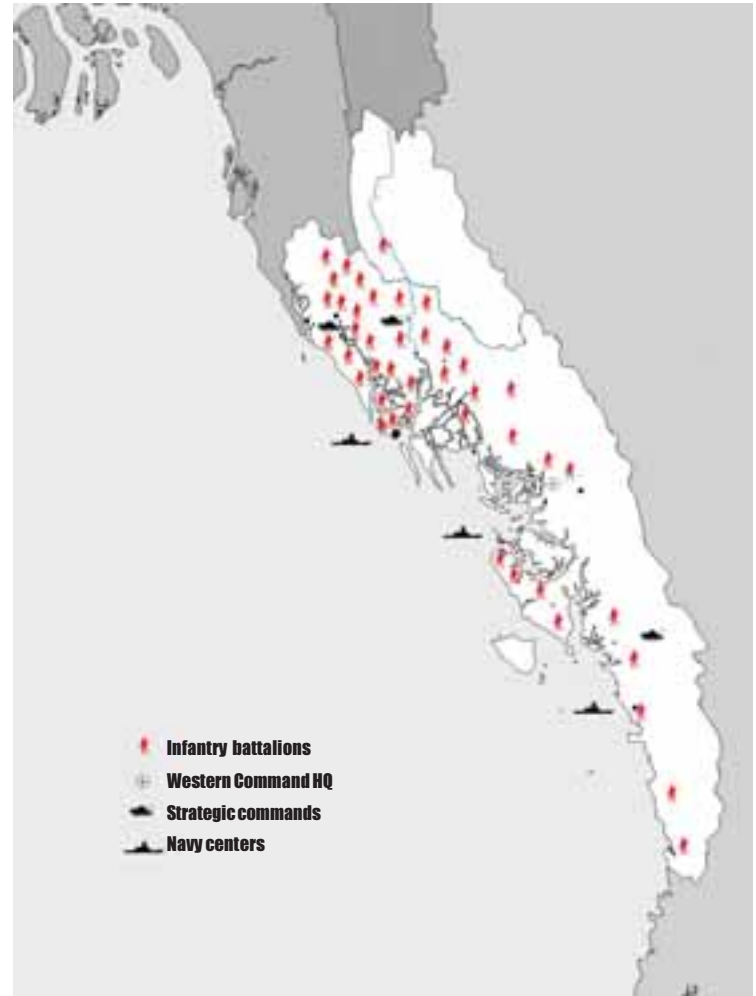 Infantry battalions
Western Command HQ
Strategic commands
Navy centers